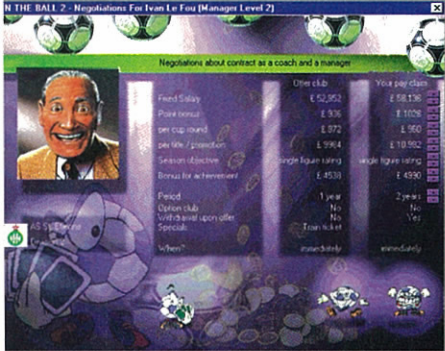 N THE BALL 2 - Negotiations For Ivan Le Fou (Manager Level 2)
Negotiations about contract as a coach and a manager
Offer club Your pay claim
Fixed Salary £ 52,952 £ 58,136
Point bonus £ 936 £ 1028
per cup round £ 872 £ 960
per title / promotion £ 9984 £ 10,982
Season objective single figure rating single figure rating
Bonus for achievement £ 4538 £ 4990
Period 1 year 2 years
Option club No No
Withdrawal upon offer No Yes
Specials Train ticket
When? immediately immediately